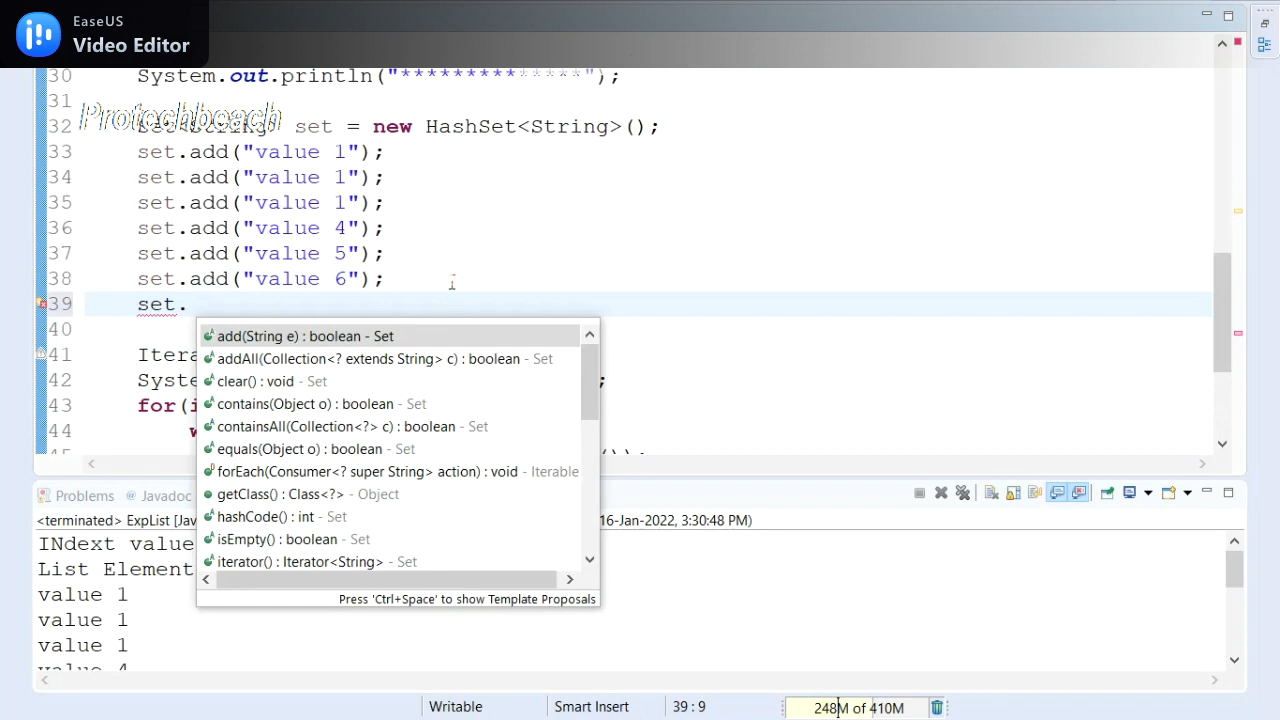 EaseUS
Video Editor
30 System.out.println("**************");
31
Protechbeach
32 Set<String> set = new HashSet<String>();
33 set.add("value 1");
34 set.add("value 1");
35 set.add("value 1");
36 set.add("value 4");
37 set.add("value 5");
38 set.add("value 6");
39 set.
40
add(String e) : boolean - Set
41 Itera
addAll(Collection<? extends String> c) : boolean - Set
42 Syste ;
clear() : void - Set
43 for(i
contains(Object o) : boolean - Set
44 w
containsAll(Collection<?> c) : boolean - Set
equals(Object o) : boolean - Set
forEach(Consumer<? super String> action) : void - Iterable
getClass() : Class<?> - Object
hashCode() : int - Set
isEmpty() : boolean - Set
iterator() : Iterator<String> - Set
Press 'Ctrl+Space' to show Template Proposals
Problems @ Javadoc
<terminated> ExpList [Jav 16-Jan-2022, 3:30:48 PM)
INdext value
List Element
value 1
value 1
value 1
value 4
Writable Smart Insert 39 : 9 248M of 410M